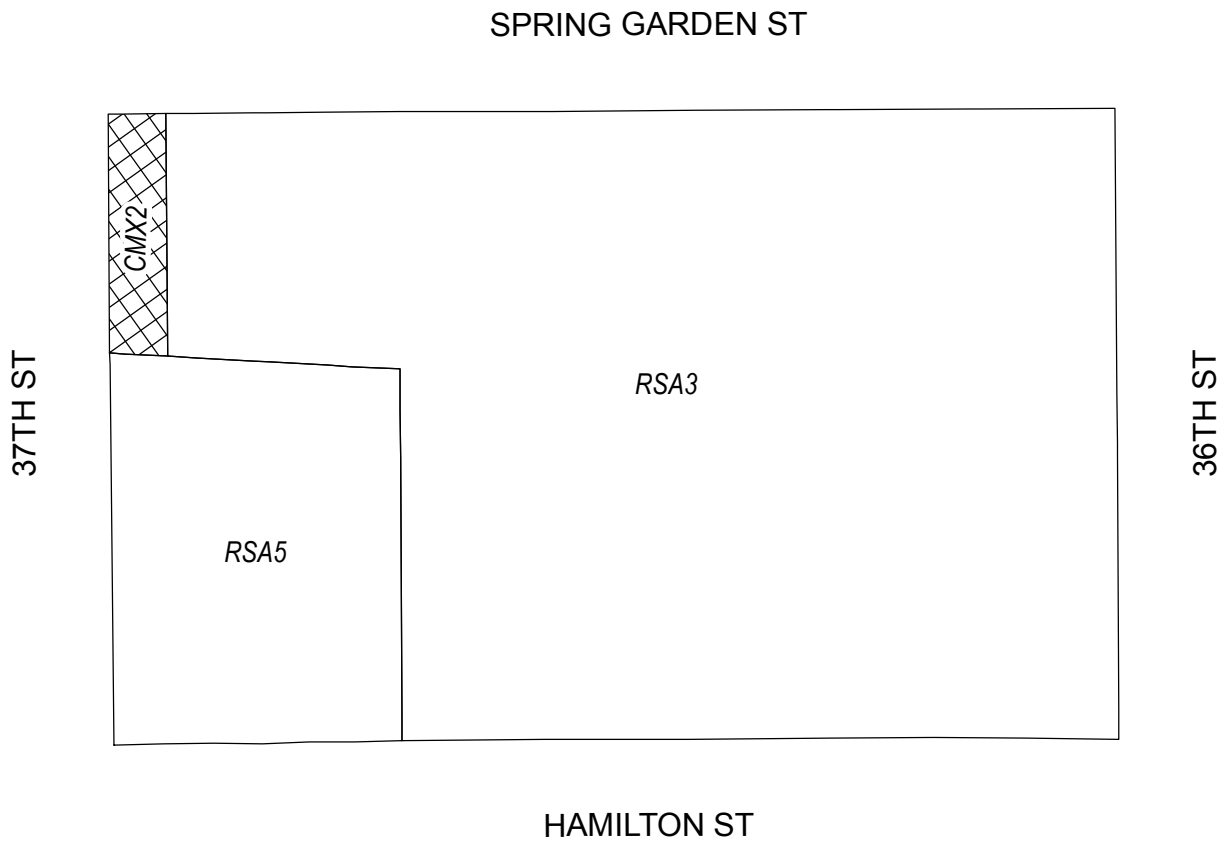 SPRING GARDEN ST
CMX2
37TH ST
RSA3
36TH ST
RSA5
HAMILTON ST